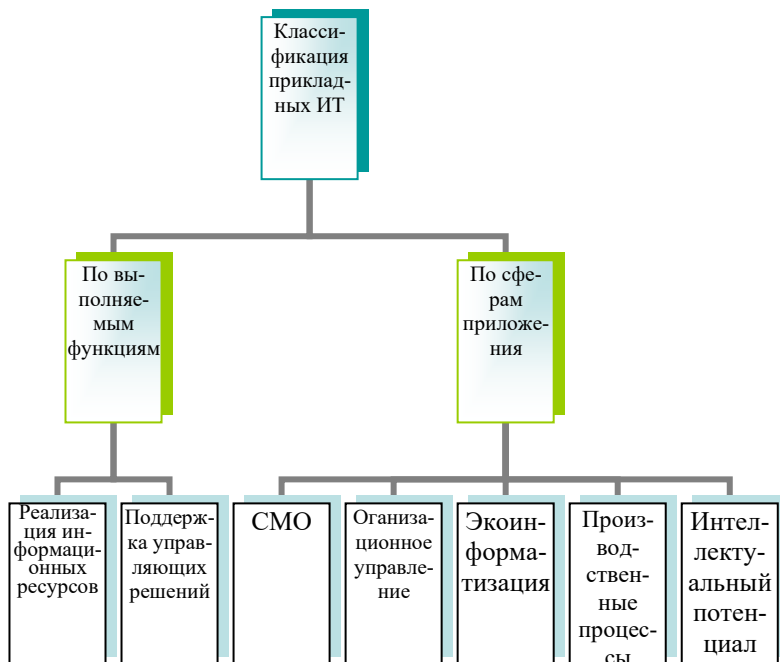 Класси-
фикация
приклад-
ных ИТ
По вы-
полняе-
мым
функциям
По сфе-
рам
приложе-
ния
Реализа-
ция ин-
формаци-
онных
ресурсов
Поддерж-
ка управ-
ляющих
решений
СМО
Оганиза-
ационное
управле-
ние
Экоин-
форма-
тизация
Произ-
вод-
ствен-
ные
процес-
сы
Интел-
лекту-
альный
потен-
циал